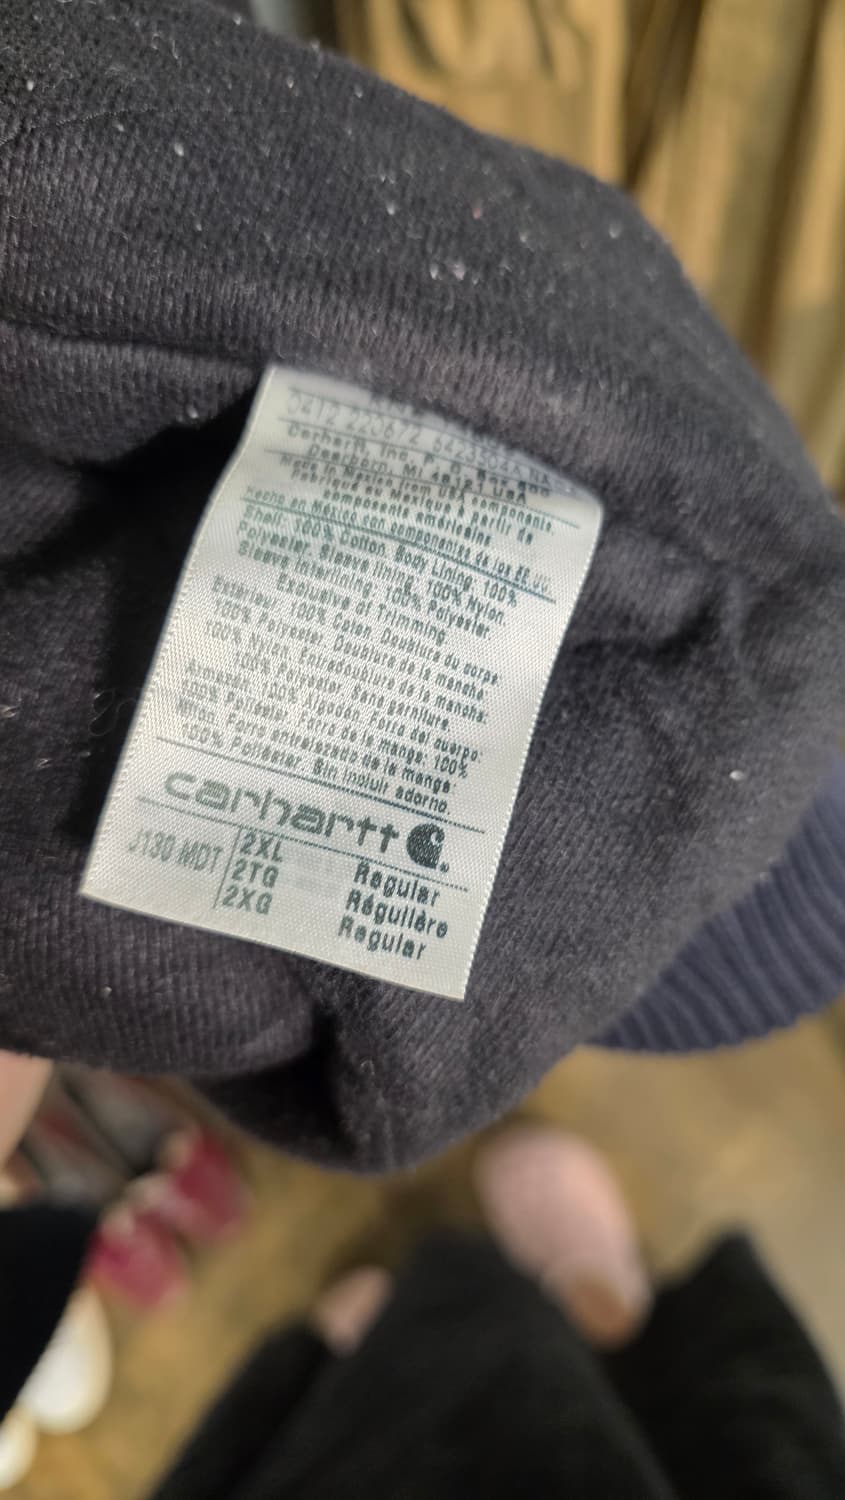 0412 223672
Carhartt, Inc. P.O. Box
Dearborn, MI 48121 USA
Made in Mexico from USA components.
Fabriqué au Mexique à partir de
composants américains
Hecho en México con componentes de los EE.UU.
Shell: 100% Cotton. Body Lining: 100%
Polyester. Sleeve lining: 100% Nylon.
Sleeve Interlining: 100% Polyester.
Exclusive of Trimming.
Extérieur: 100% Coton. Doublure du corps:
100% Polyester. Doublure de la manche:
100% Nylon. Entredoublure de la manche:
100% Polyester. Sans garniture.
Armazon: 100% Algodón. Forro del cuerpo:
100% Poliéster. Forro de la manga: 100%
Nilon. Forro entrelazado de la manga:
100% Poliéster. Sin incluir adorno.
carhartt
J130 MDT 2XL Regular
2TG Régulière
2XG Regular